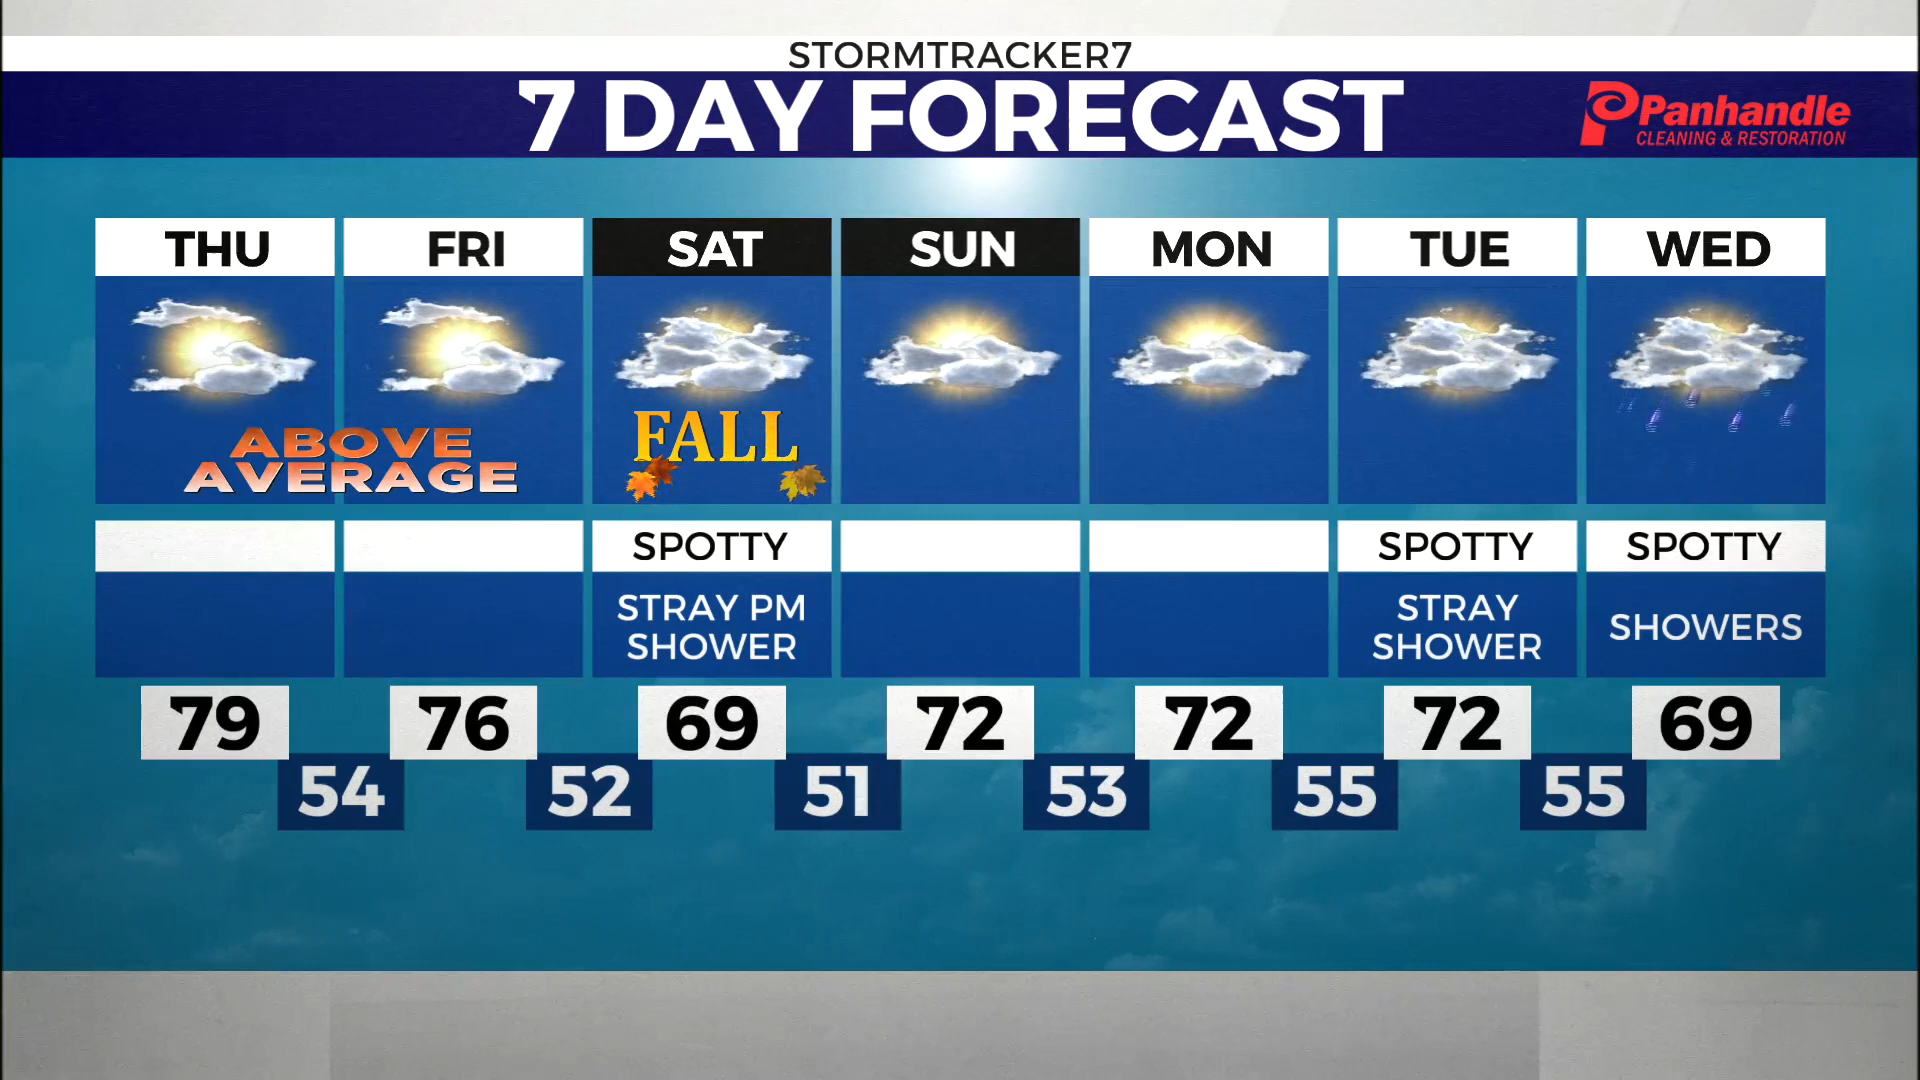 STORMTRACKER7
7 DAY FORECAST
Panhandle
CLEANING & RESTORATION
THU
FRI
SAT
SUN
MON
TUE
WED
ABOVE
AVERAGE
FALL
SPOTTY
STRAY PM
SHOWER
SPOTTY
STRAY
SHOWER
SPOTTY
SHOWERS
79
76
69
72
72
72
69
54
52
51
53
55
55